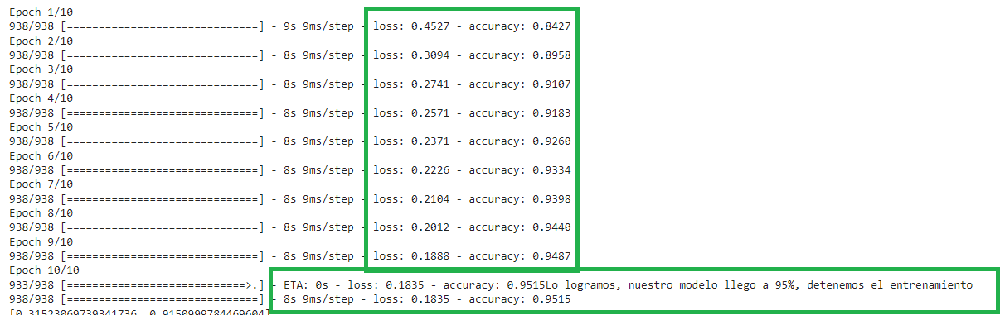 Epoch 1/10
938/938 [==============================] - 9s 9ms/step - loss: 0.4527 - accuracy: 0.8427
Epoch 2/10
938/938 [==============================] - 8s 9ms/step - loss: 0.3094 - accuracy: 0.8958
Epoch 3/10
938/938 [==============================] - 8s 9ms/step - loss: 0.2741 - accuracy: 0.9107
Epoch 4/10
938/938 [==============================] - 8s 9ms/step - loss: 0.2571 - accuracy: 0.9183
Epoch 5/10
938/938 [==============================] - 8s 9ms/step - loss: 0.2371 - accuracy: 0.9260
Epoch 6/10
938/938 [==============================] - 8s 9ms/step - loss: 0.2226 - accuracy: 0.9334
Epoch 7/10
938/938 [==============================] - 8s 9ms/step - loss: 0.2104 - accuracy: 0.9398
Epoch 8/10
938/938 [==============================] - 8s 9ms/step - loss: 0.2012 - accuracy: 0.9440
Epoch 9/10
938/938 [==============================] - 8s 9ms/step - loss: 0.1888 - accuracy: 0.9487
Epoch 10/10
933/938 [============================>.] - ETA: 0s - loss: 0.1835 - accuracy: 0.9515Lo logramos, nuestro modelo llego a 95%, detenemos el entrenamiento
938/938 [==============================] - 8s 9ms/step - loss: 0.1835 - accuracy: 0.9515
[0.31523069739341736, 0.9150999784469604]